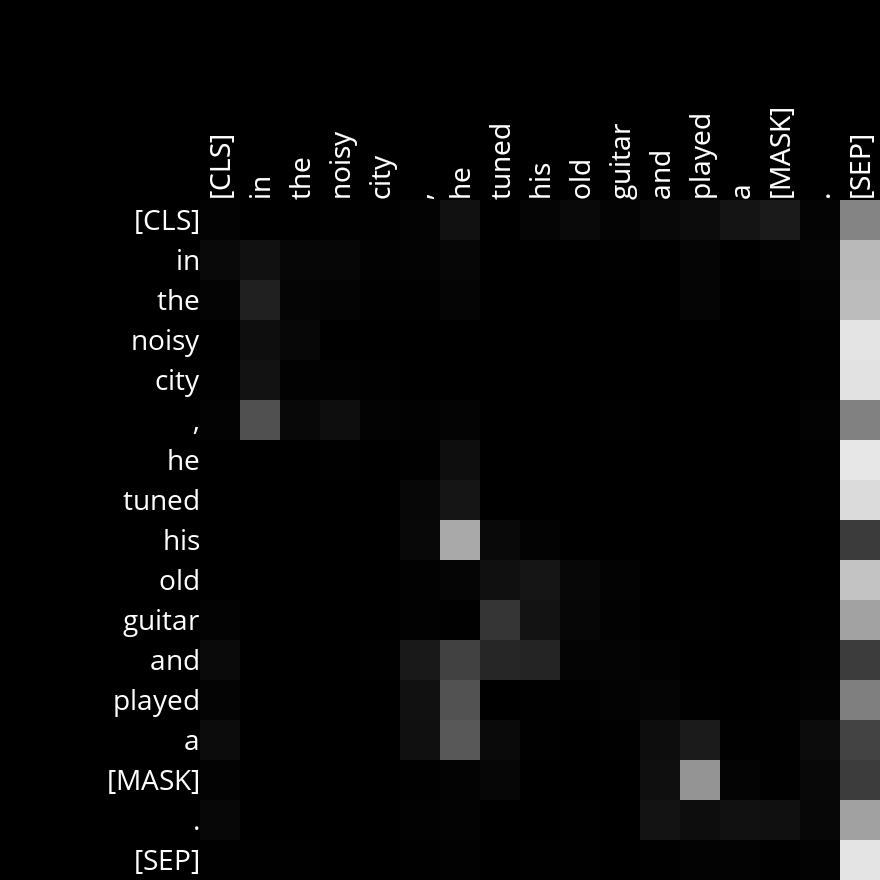 [CLS] in the noisy city , he tuned his old guitar and played a [MASK] . [SEP]
[CLS]
in
the
noisy
city
,
he
tuned
his
old
guitar
and
played
a
[MASK]
.
[SEP]